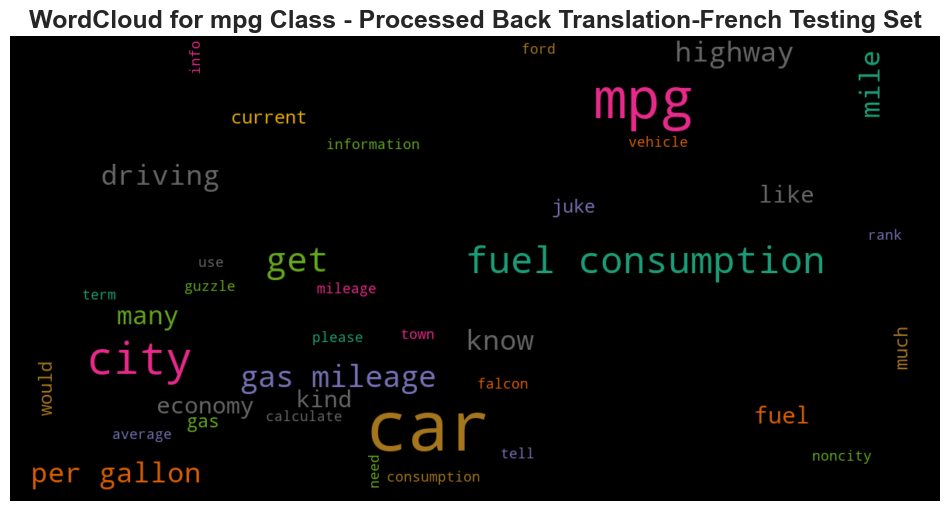 WordCloud for mpg Class - Processed Back Translation-French Testing Set
info
ford
highway
mile
mpg
current
information
vehicle
driving
like
juke
rank
get
fuel consumption
use
guzzle
mileage
term
many
please
town
know
much
city
would
gas mileage
falcon
kind
economy
calculate
car
fuel
gas
average
tell
noncity
need
per gallon
consumption